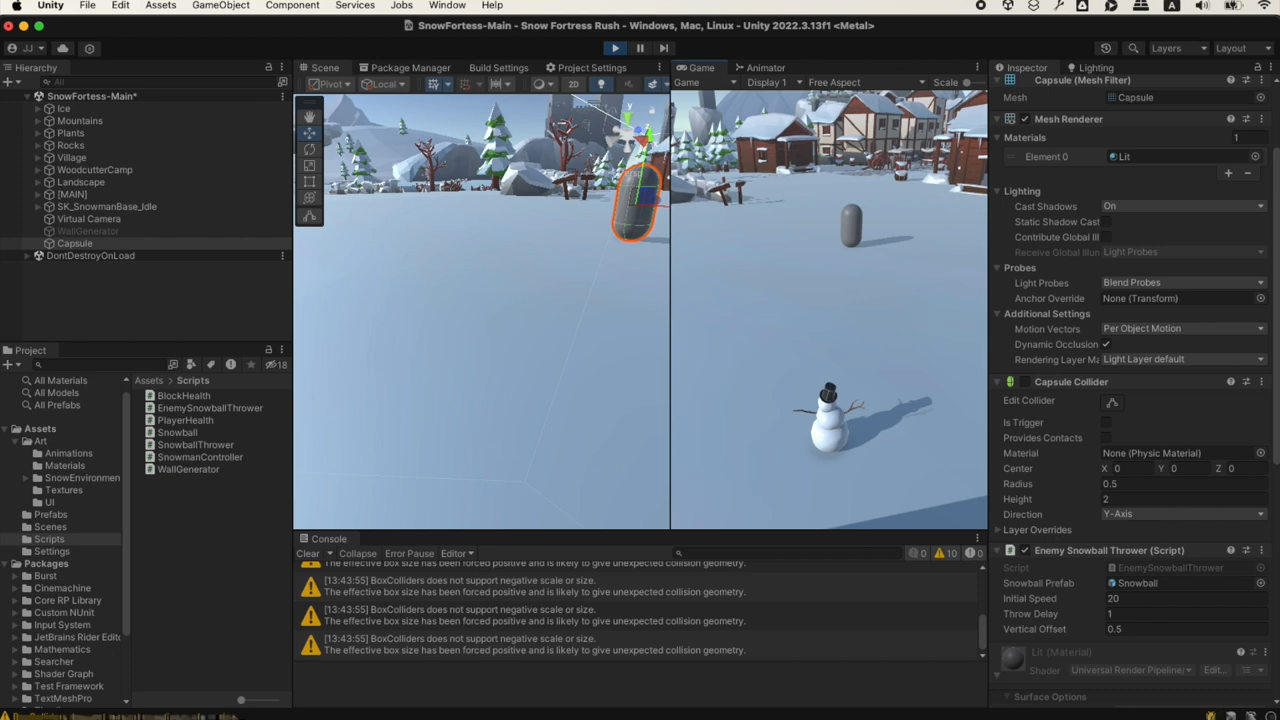 Unity File Edit Assets GameObject Component Services Jobs Window Help
SnowFortess-Main - Snow Fortress Rush - Windows, Mac, Linux - Unity 2022.3.13f1 <Metal>
JJ
Layers
Layout
Hierarchy
All
SnowFortess-Main*
Ice
Mountains
Plants
Rocks
Village
WoodcutterCamp
Landscape
[MAIN]
SK_SnowmanBase_Idle
Virtual Camera
WallGenerator
Capsule
DontDestroyOnLoad
Project
18
All Materials
All Models
All Prefabs
Assets
Art
Animations
Materials
SnowEnvironmen
Textures
UI
Prefabs
Scenes
Scripts
Settings
Packages
Burst
Cinemachine
Core RP Library
Custom NUnit
Input System
JetBrains Rider Edito
Mathematics
Searcher
Shader Graph
Test Framework
TextMeshPro
Assets > Scripts
BlockHealth
EnemySnowballThrower
PlayerHealth
Snowball
SnowballThrower
SnowmanController
WallGenerator
Scene Package Manager Build Settings Project Settings
Pivot Local 2D
y
Game Animator
Game Display 1 Free Aspect Scale
Console
Clear Collapse Error Pause Editor 0 10 0
The effective box size has been forced positive and is likely to give unexpected collision geometry.
[13:43:55] BoxColliders does not support negative scale or size.
The effective box size has been forced positive and is likely to give unexpected collision geometry.
[13:43:55] BoxColliders does not support negative scale or size.
The effective box size has been forced positive and is likely to give unexpected collision geometry.
[13:43:55] BoxColliders does not support negative scale or size.
The effective box size has been forced positive and is likely to give unexpected collision geometry.
Inspector Lighting
Capsule (Mesh Filter)
Mesh Capsule
Mesh Renderer
Materials 1
Element 0 Lit
Lighting
Cast Shadows On
Static Shadow Cast
Contribute Global Ill
Receive Global Illun Light Probes
Probes
Light Probes Blend Probes
Anchor Override None (Transform)
Additional Settings
Motion Vectors Per Object Motion
Dynamic Occlusion
Rendering Layer Ma Light Layer default
Capsule Collider
Edit Collider
Is Trigger
Provides Contacts
Material None (Physic Material)
Center X 0 Y 0 Z 0
Radius 0.5
Height 2
Direction Y-Axis
Layer Overrides
Enemy Snowball Thrower (Script)
Script EnemySnowballThrower
Snowball Prefab Snowball
Initial Speed 20
Throw Delay 1
Vertical Offset 0.5
Lit (Material)
Shader Universal Render Pipeline/ Edit...
Surface Options